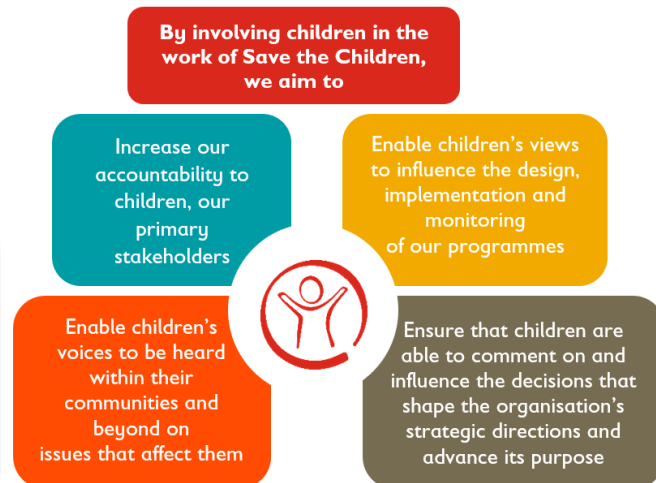 By involving children in the
work of Save the Children,
we aim to
Increase our
accountability to
children, our
primary
stakeholders
Enable children's views
to influence the design,
implementation and
monitoring
of our programmes
Enable children's
voices to be heard
within their
communities and
beyond on
issues that affect them
Ensure that children are
able to comment on and
influence the decisions that
shape the organisation's
strategic directions and
advance its purpose